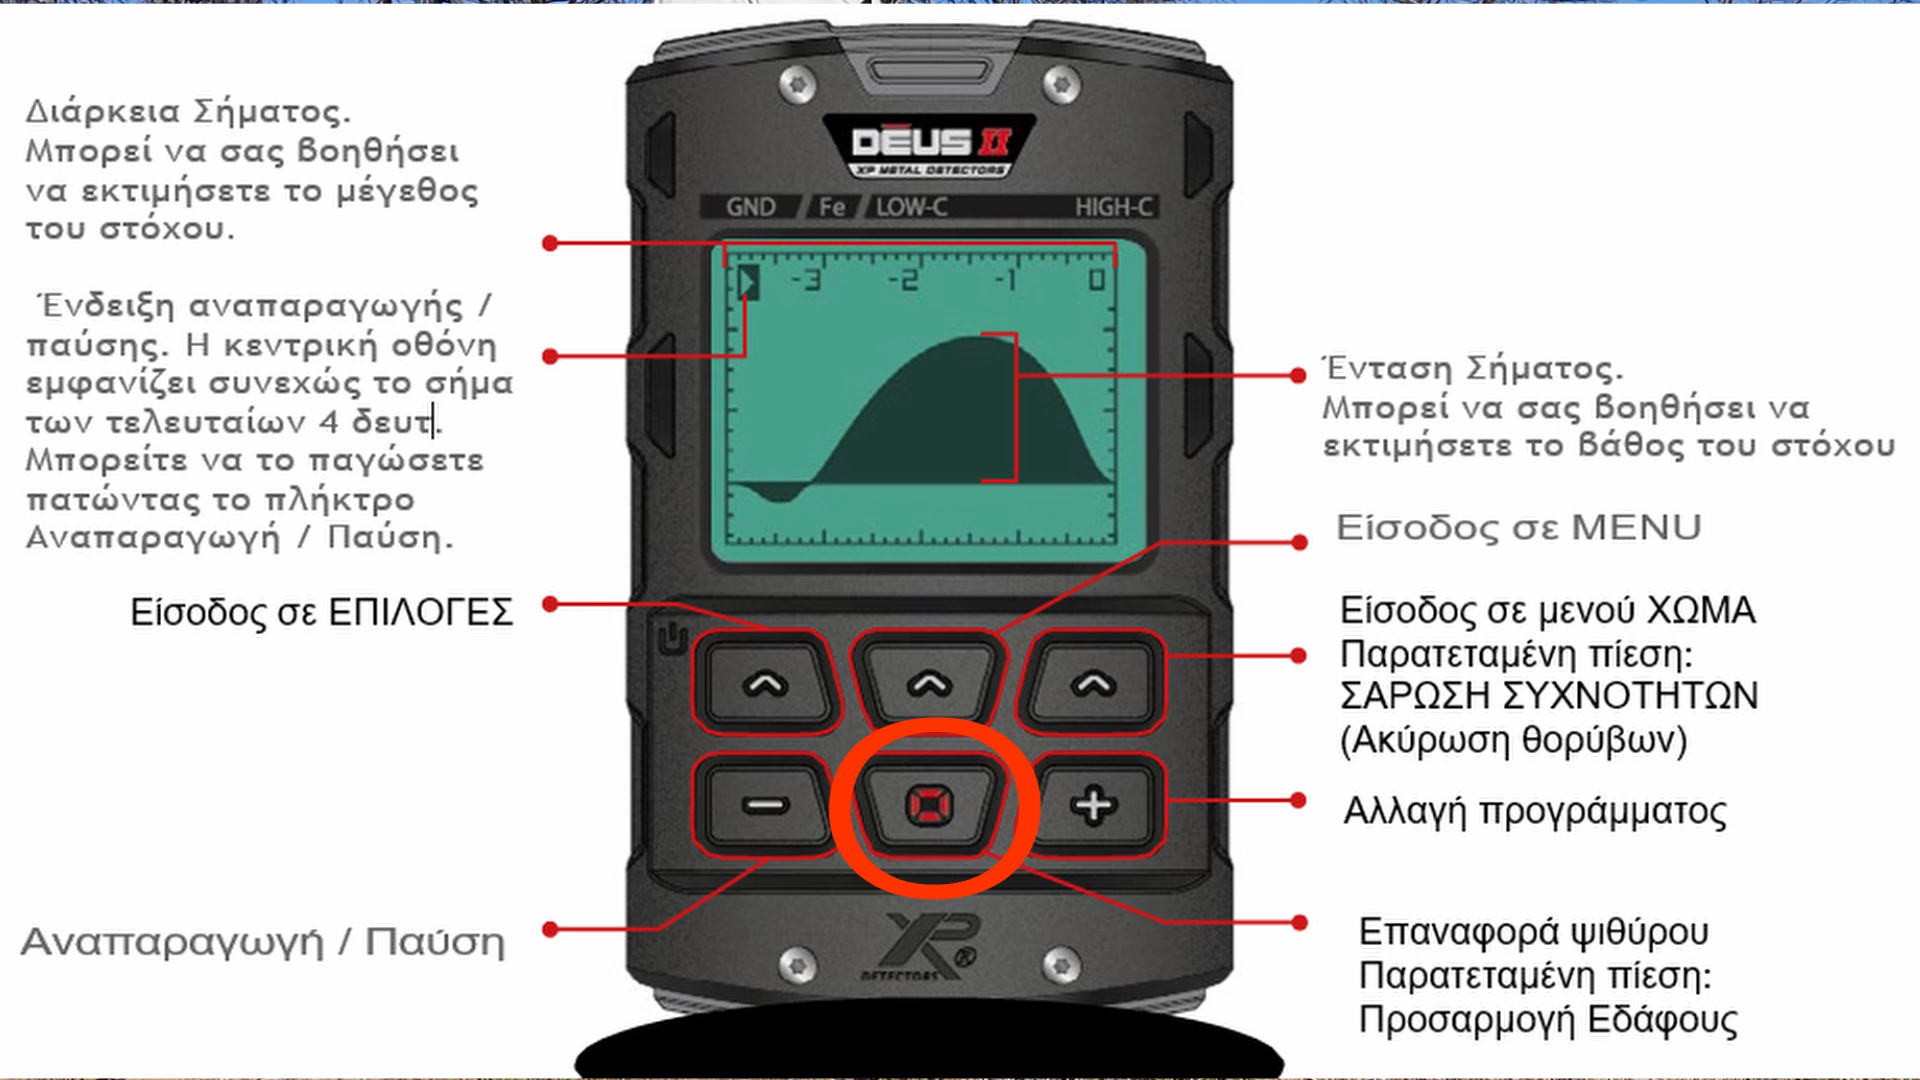 Διάρκεια Σήματος.
Μπορεί να σας βοηθήσει
να εκτιμήσετε το μέγεθος
του στόχου.
Ένδειξη αναπαραγωγής /
παύσης. Η κεντρική οθόνη
εμφανίζει συνεχώς το σήμα
των τελευταίων 4 δευτ.
Μπορείτε να το παγώσετε
πατώντας το πλήκτρο
Αναπαραγωγή / Παύση.
Είσοδος σε ΕΠΙΛΟΓΕΣ
Αναπαραγωγή / Παύση
DEUS II
XP METAL DETECTORS
GND / Fe / LOW-C HIGH-C
-3 -2 -1 0
XP®
DETECTORS
Ένταση Σήματος.
Μπορεί να σας βοηθήσει να
εκτιμήσετε το βάθος του στόχου
Είσοδος σε MENU
Είσοδος σε μενού ΧΩΜΑ
Παρατεταμένη πίεση:
ΣΑΡΩΣΗ ΣΥΧΝΟΤΗΤΩΝ
(Ακύρωση θορύβων)
Αλλαγή προγράμματος
Επαναφορά ψιθύρου
Παρατεταμένη πίεση:
Προσαρμογή Εδάφους